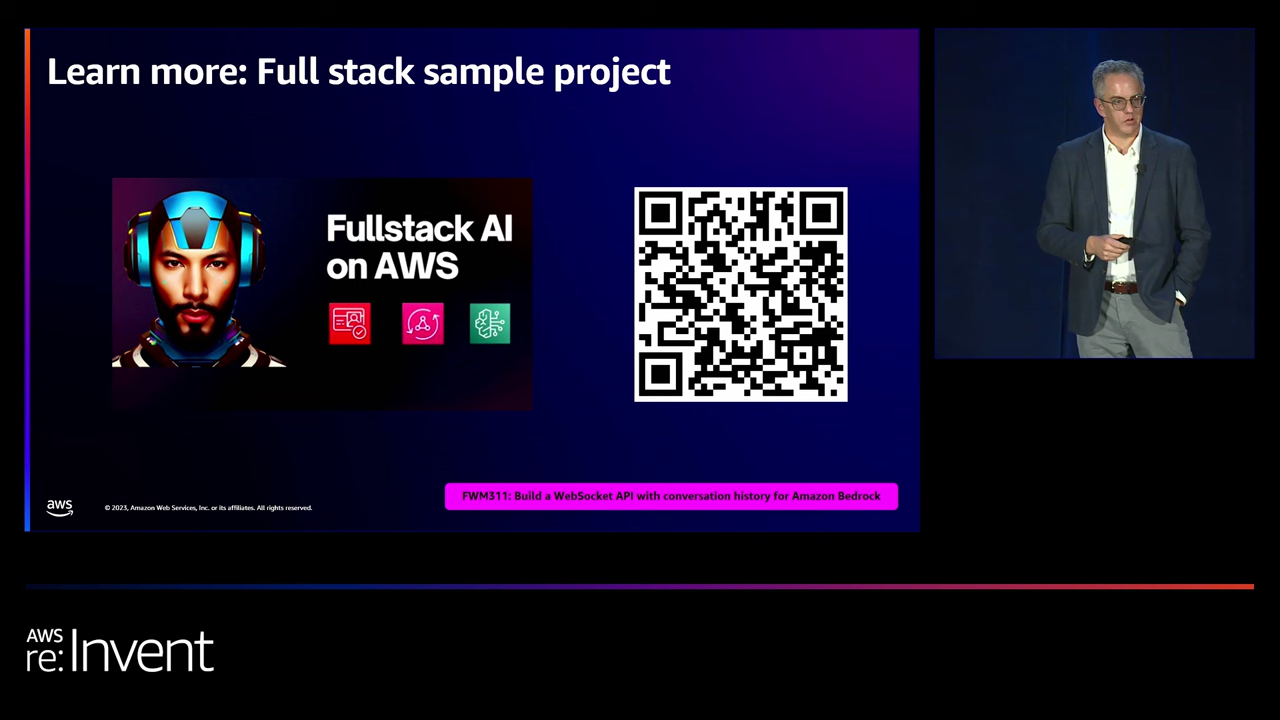 Learn more: Full stack sample project
Fullstack AI
on AWS
FWM311: Build a WebSocket API with conversation history for Amazon Bedrock
aws
© 2023, Amazon Web Services, Inc. or its affiliates. All rights reserved.
AWS
re:Invent